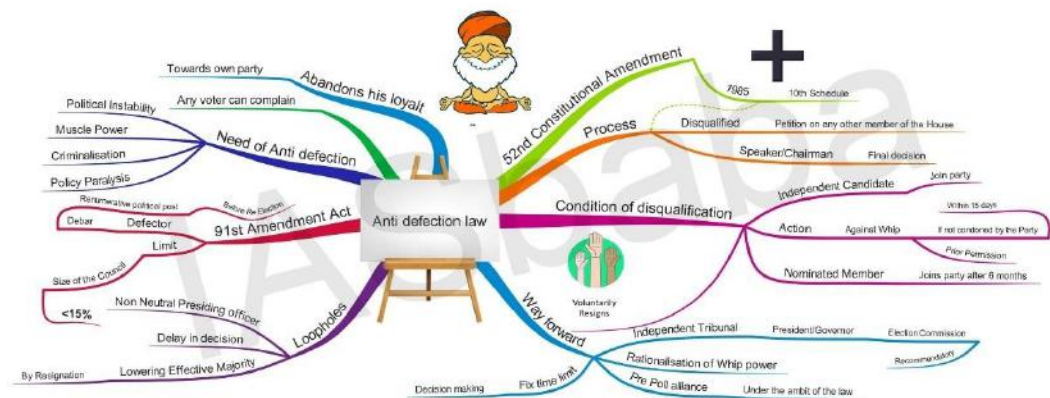 Anti defection law
52nd Constitutional Amendment
1985
10th Schedule
Process
Disqualified
Petition on any other member of the House
Speaker/Chairman
Final decision
Condition of disqualification
Independent Candidate
Join party
Action
Against Whip
Within 15 days
If not condoned by the Party
Prior Permission
Nominated Member
Joins party after 6 months
Voluntarily
Resigns
Way forward
Independent Tribunal
President/Governor
Election Commission
Recommendatory
Rationalisation of Whip power
Pre Poll alliance
Under the ambit of the law
Fix time limit
Decision making
Loopholes
Non Neutral Presiding officer
Delay in decision
Lowering Effective Majority
By Resignation
91st Amendment Act
Defector
Before Re Election
Renumerative political post
Debar
Limit
Size of the Council
<15%
Need of Anti defection
Political Instability
Muscle Power
Criminalisation
Policy Paralysis
Any voter can complain
Abandons his loyalt
Towards own party
IASbaba